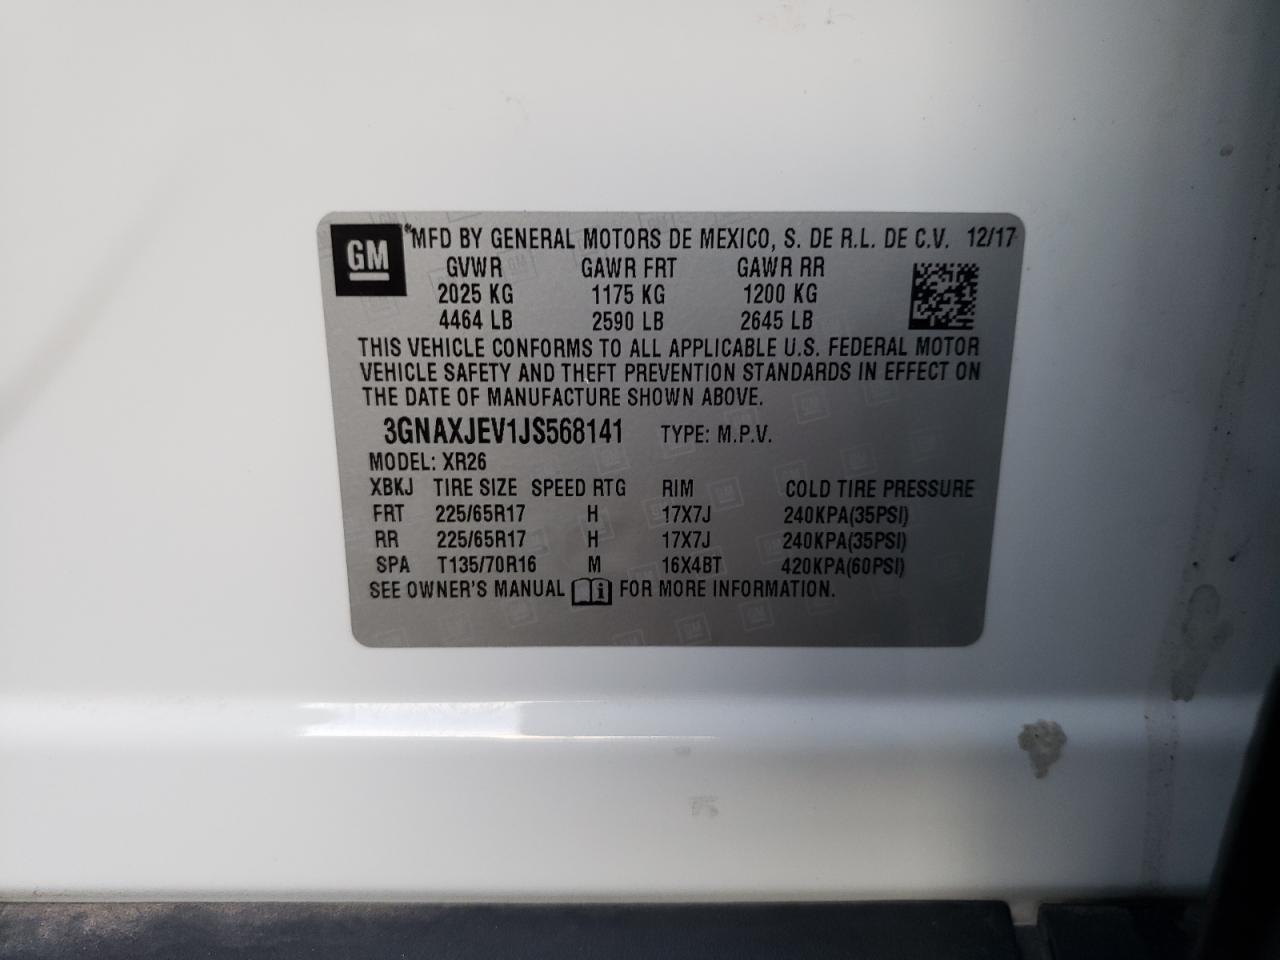 GM *MFD BY GENERAL MOTORS DE MEXICO, S. DE R.L. DE C.V. 12/17
GVWR GAWR FRT GAWR RR
2025 KG 1175 KG 1200 KG
4464 LB 2590 LB 2645 LB
THIS VEHICLE CONFORMS TO ALL APPLICABLE U.S. FEDERAL MOTOR
VEHICLE SAFETY AND THEFT PREVENTION STANDARDS IN EFFECT ON
THE DATE OF MANUFACTURE SHOWN ABOVE.
3GNAXJEV1JS568141 TYPE: M.P.V.
MODEL: XR26
XBKJ TIRE SIZE SPEED RTG RIM COLD TIRE PRESSURE
FRT 225/65R17 H 17X7J 240KPA(35PSI)
RR 225/65R17 H 17X7J 240KPA(35PSI)
SPA T135/70R16 M 16X4BT 420KPA(60PSI)
SEE OWNER'S MANUAL i FOR MORE INFORMATION.